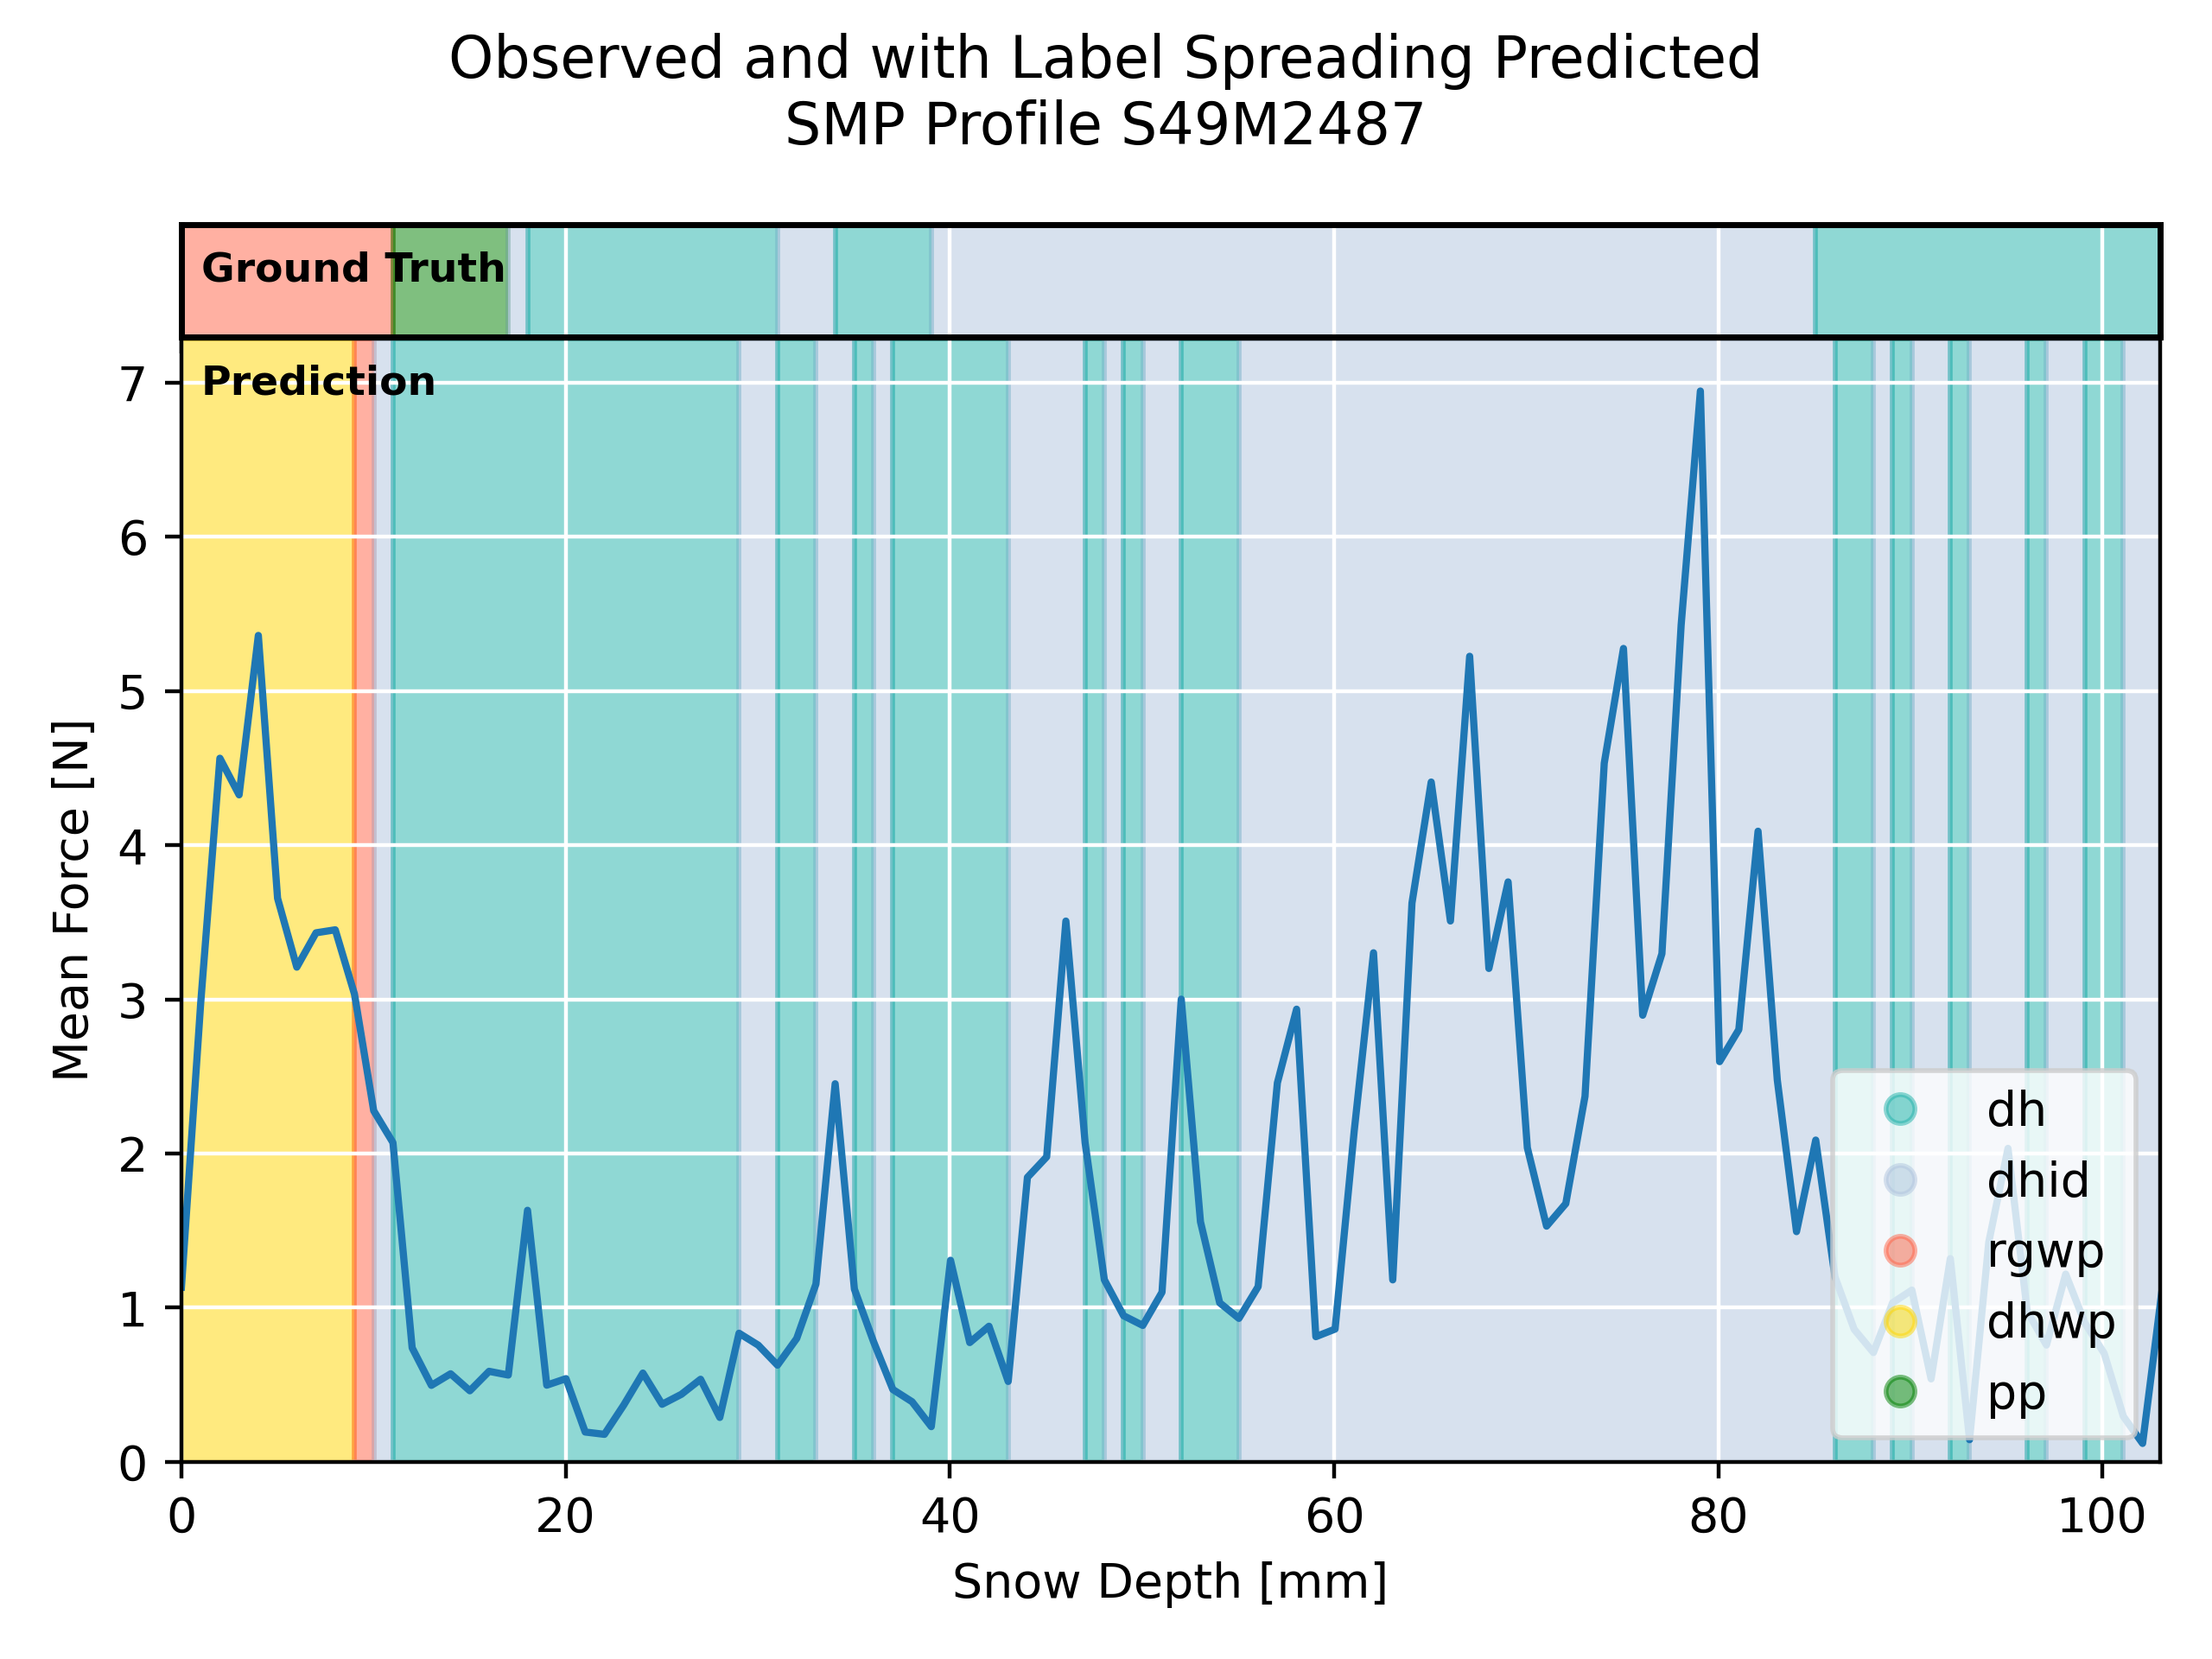 Observed and with Label Spreading Predicted
SMP Profile S49M2487
Ground Truth
Prediction
7
6
5
4
3
2
1
0
Mean Force [N]
dh
dhid
rgwp
dhwp
pp
0 20 40 60 80 100
Snow Depth [mm]